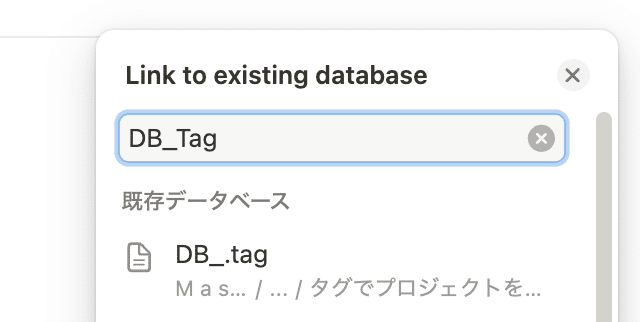 Link to existing database
DB_Tag
既存データベース
DB_.tag
M a s… / … / タグでプロジェクトを…